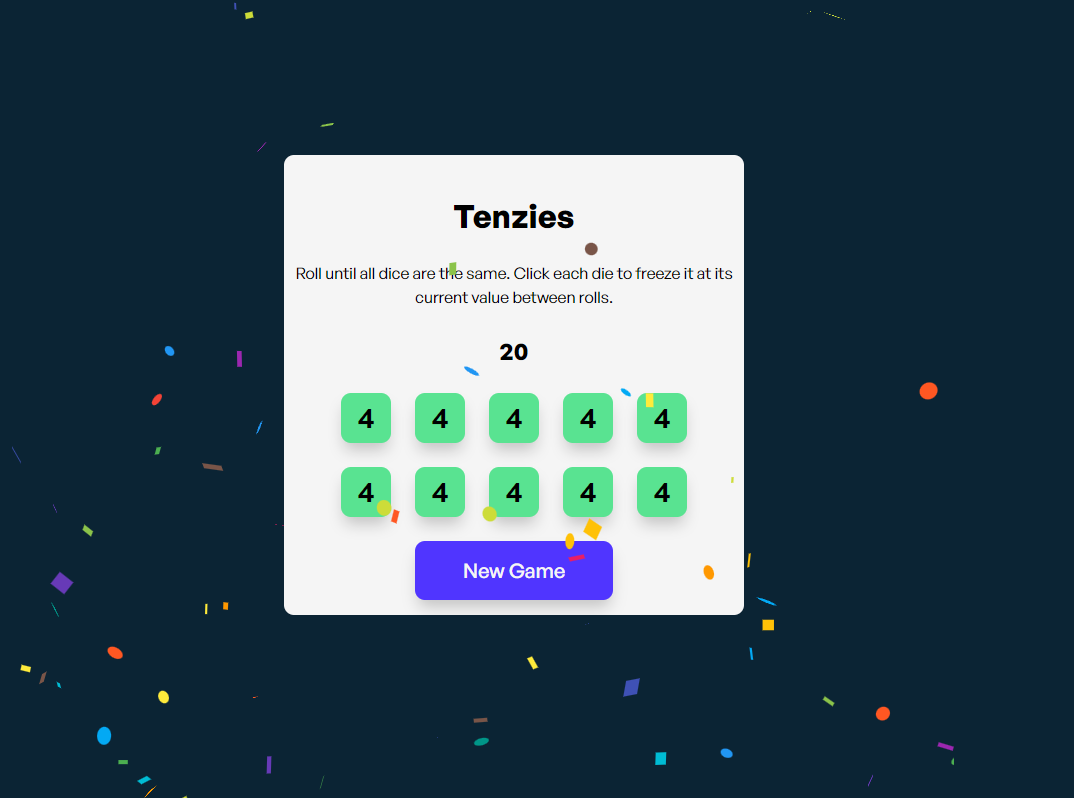 Tenzies
Roll until all dice are the same. Click each die to freeze it at its
current value between rolls.
20
4 4 4 4 4
4 4 4 4 4
New Game